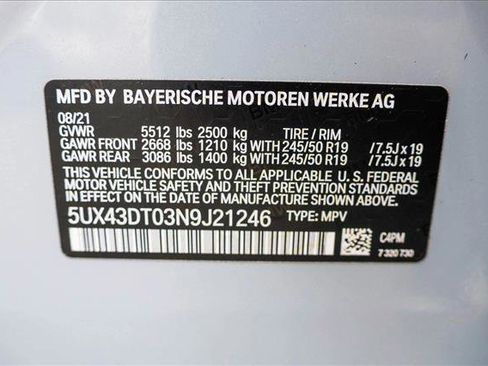 MFD BY BAYERISCHE MOTOREN WERKE AG
08/21
GVWR 5512 lbs 2500 kg TIRE / RIM
GAWR FRONT 2668 lbs 1210 kg WITH 245/50 R19 /7.5J x 19
GAWR REAR 3086 lbs 1400 kg WITH 245/50 R19 /7.5J x 19
THIS VEHICLE CONFORMS TO ALL APPLICABLE U. S. FEDERAL
MOTOR VEHICLE SAFETY, BUMPER, AND THEFT PREVENTION
STANDARDS IN EFFECT ON THE DATE OF MANUFACTURE SHOWN ABOVE.
5UX43DT03N9J21246 TYPE: MPV
C4PM
7 320 730